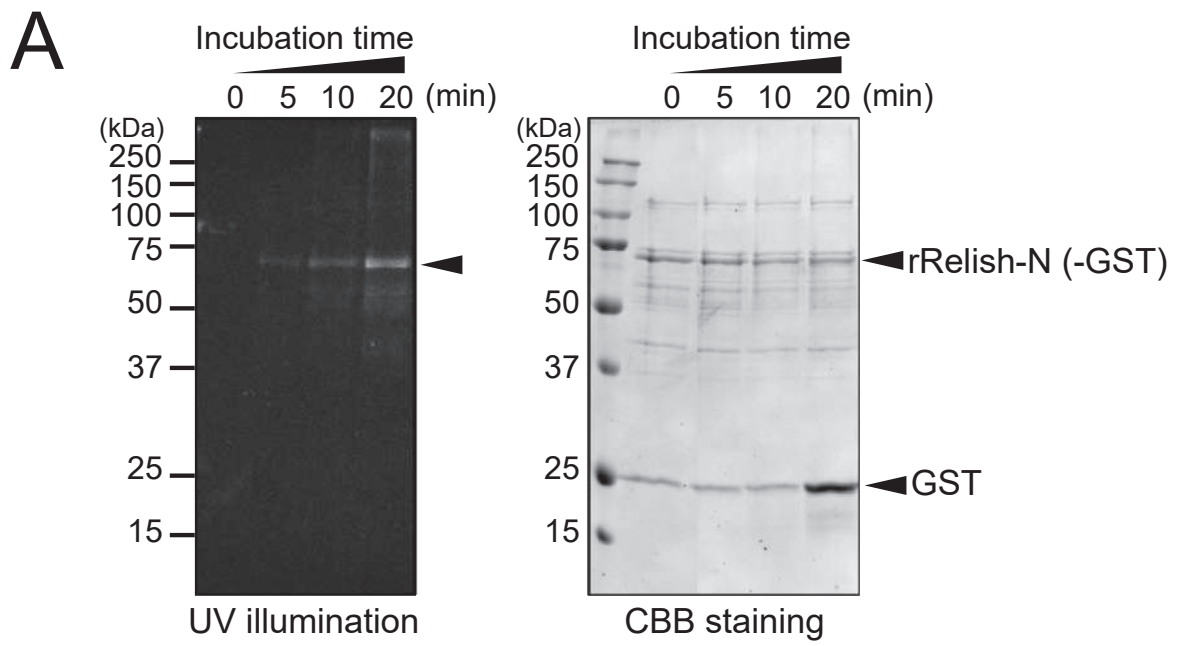 A
Incubation time
0 5 10 20 (min)
(kDa)
250
150
100
75
50
37
25
15
UV illumination
Incubation time
0 5 10 20 (min)
(kDa)
250
150
100
75
50
37
25
15
rRelish-N (-GST)
GST
CBB staining